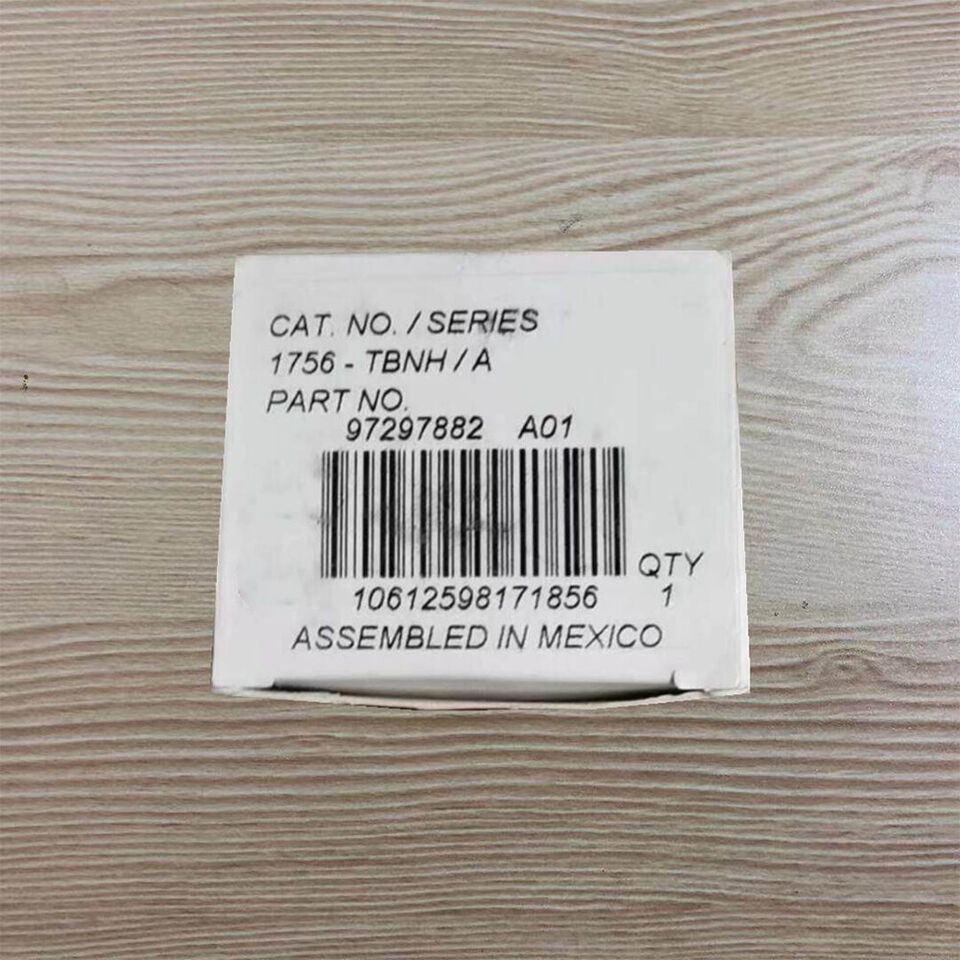 CAT. NO. / SERIES
1756 - TBNH / A
PART NO.
97297882 A01
QTY
10612598171856 1
ASSEMBLED IN MEXICO